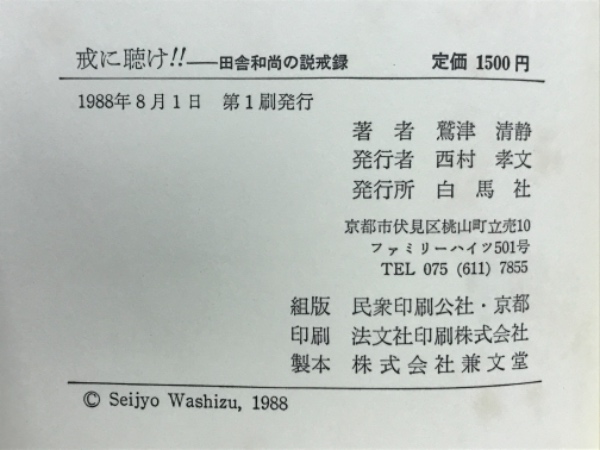 戒に聴け!!——田舎和尚の説戒録　定価 1500円
1988年8月1日　第1刷発行
著者　鷲津　清静
発行者　西村　孝文
発行所　白馬社
京都市伏見区桃山町立売10
ファミリーハイツ501号
TEL 075 (611) 7855
組版　民衆印刷公社・京都
印刷　法文社印刷株式会社
製本　株式会社兼文堂
© Seijyo Washizu, 1988